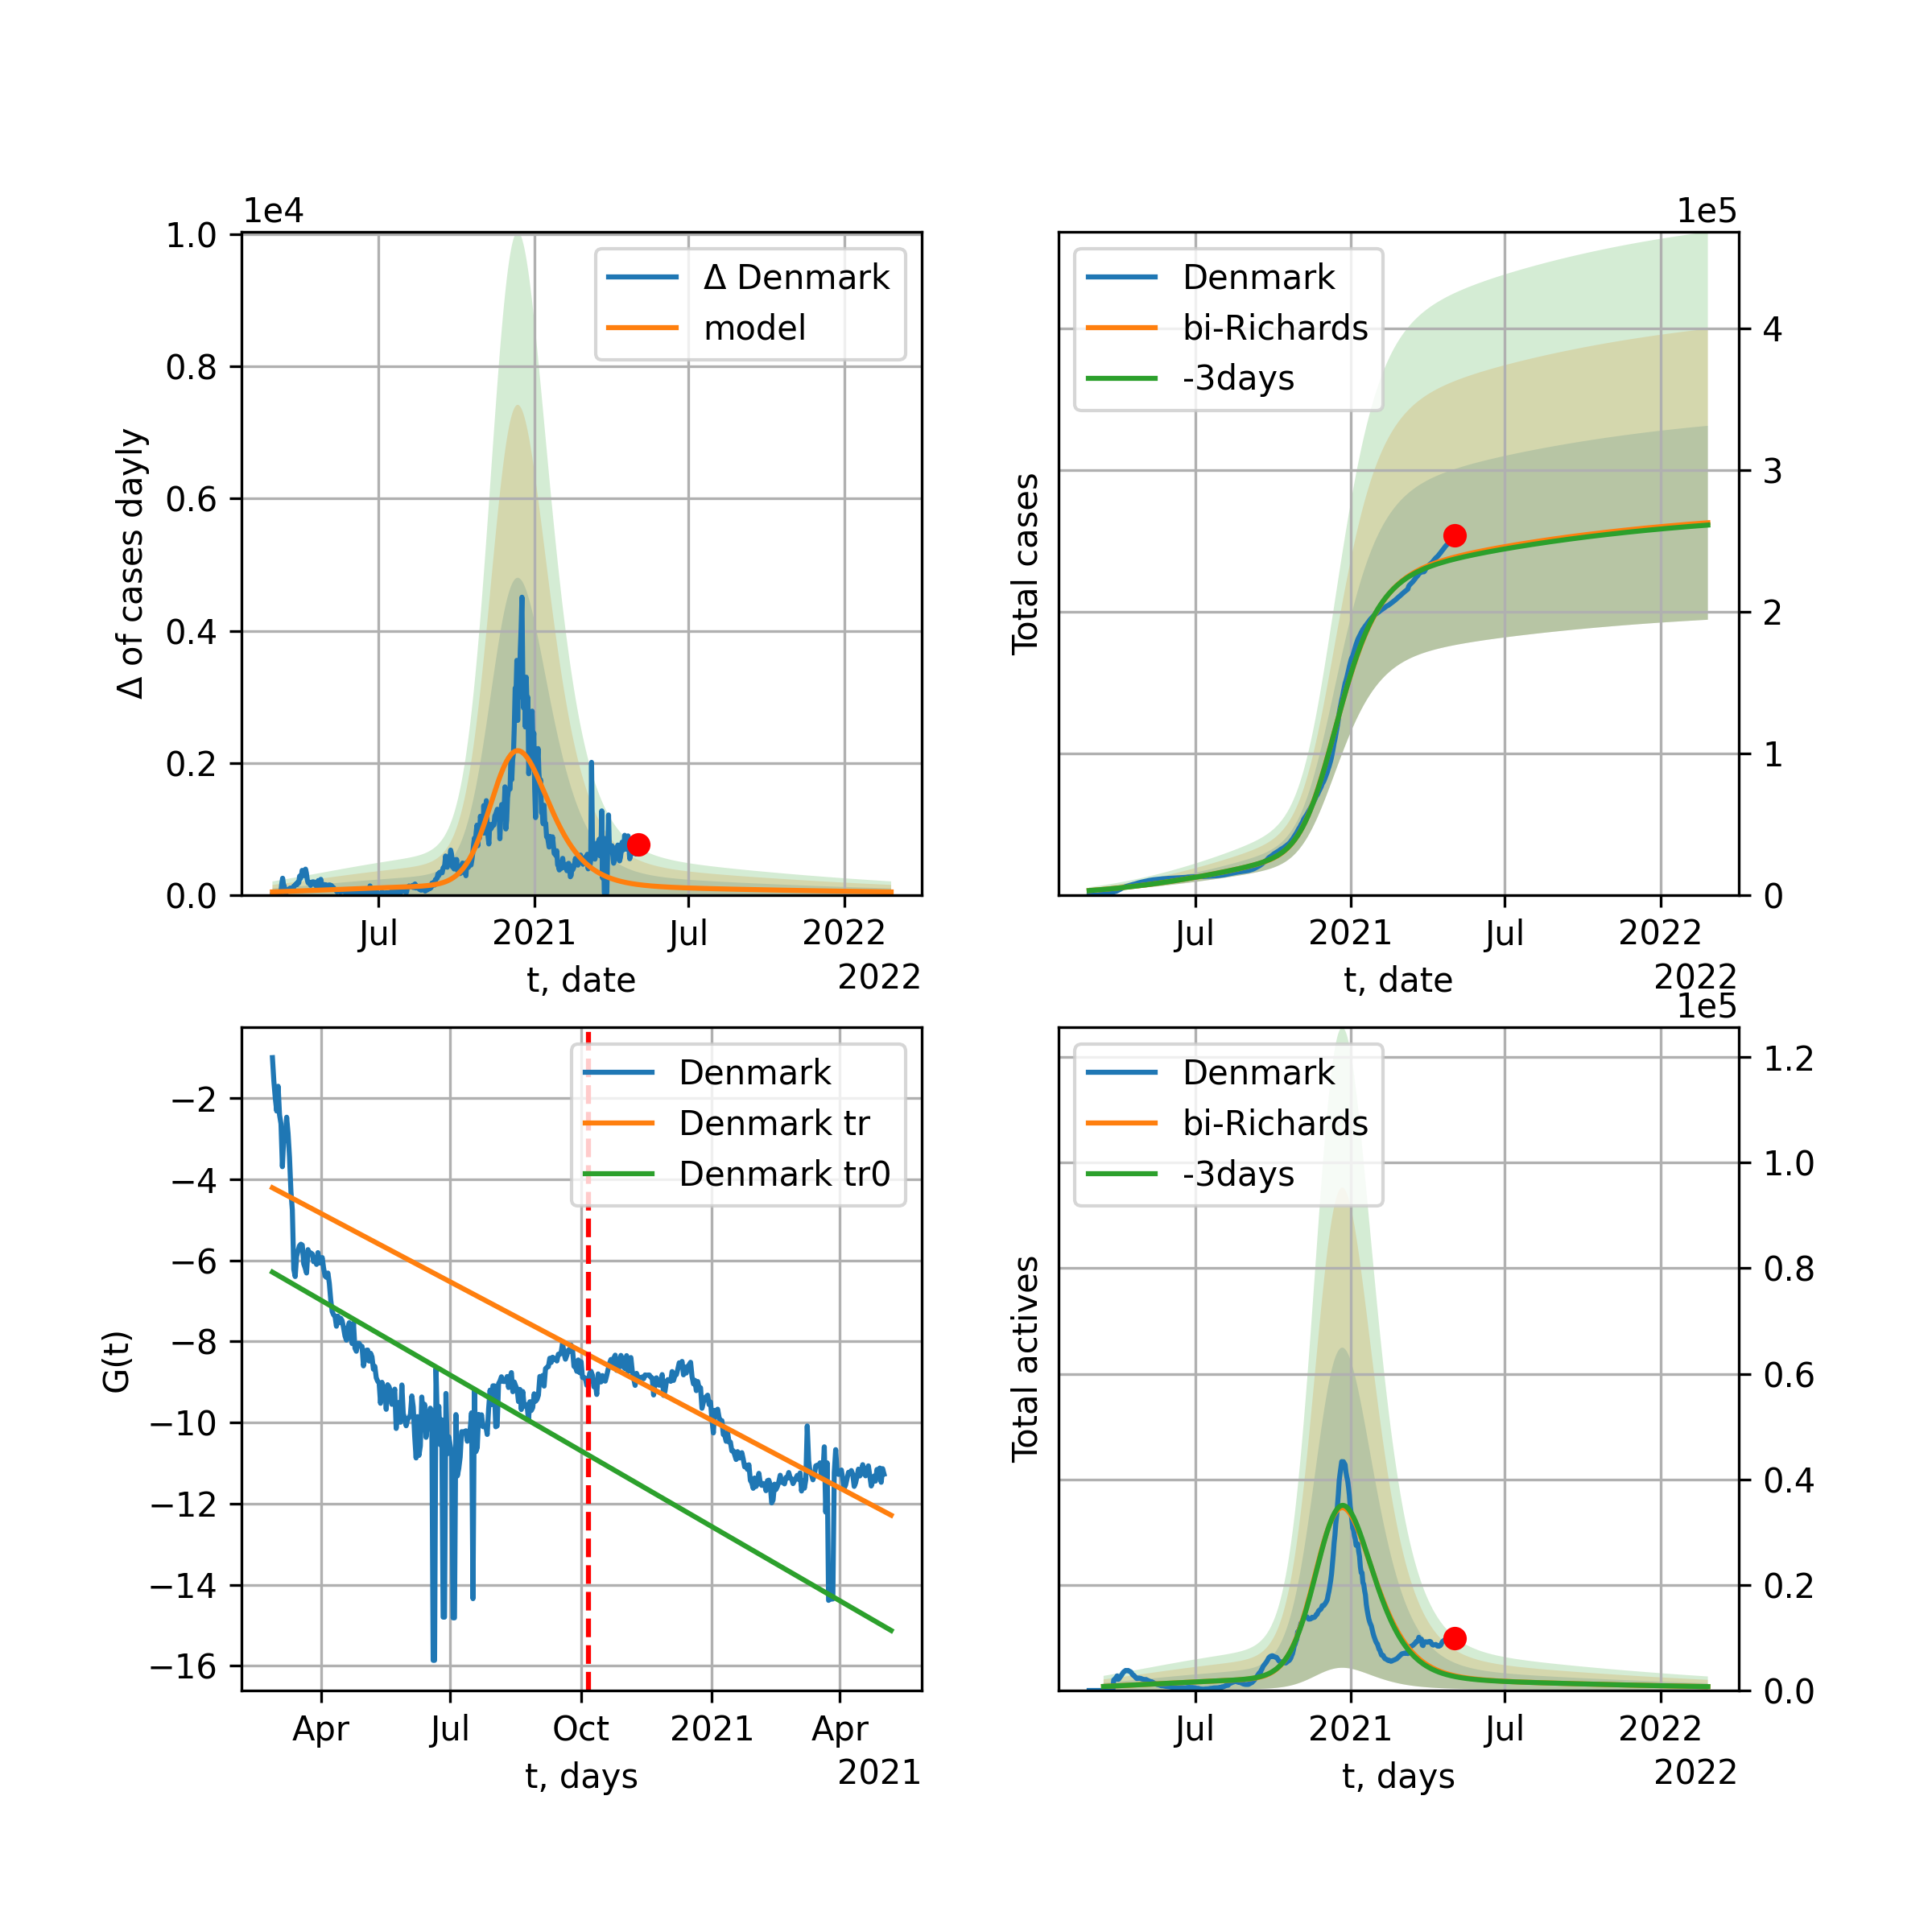 1e4
1.0
0.8
0.6
0.4
0.2
0.0
Δ of cases dayly
Δ Denmark
model
Jul
2021
Jul
2022
t, date
2022
1e5
Total cases
Denmark
bi-Richards
-3days
4
3
2
1
0
Jul
2021
Jul
2022
t, date
2022
−2
−4
−6
−8
−10
−12
−14
−16
G(t)
Denmark
Denmark tr
Denmark tr0
Apr
Jul
Oct
2021
Apr
t, days
2021
1e5
Total actives
Denmark
bi-Richards
-3days
1.2
1.0
0.8
0.6
0.4
0.2
0.0
Jul
2021
Jul
2022
t, days
2022